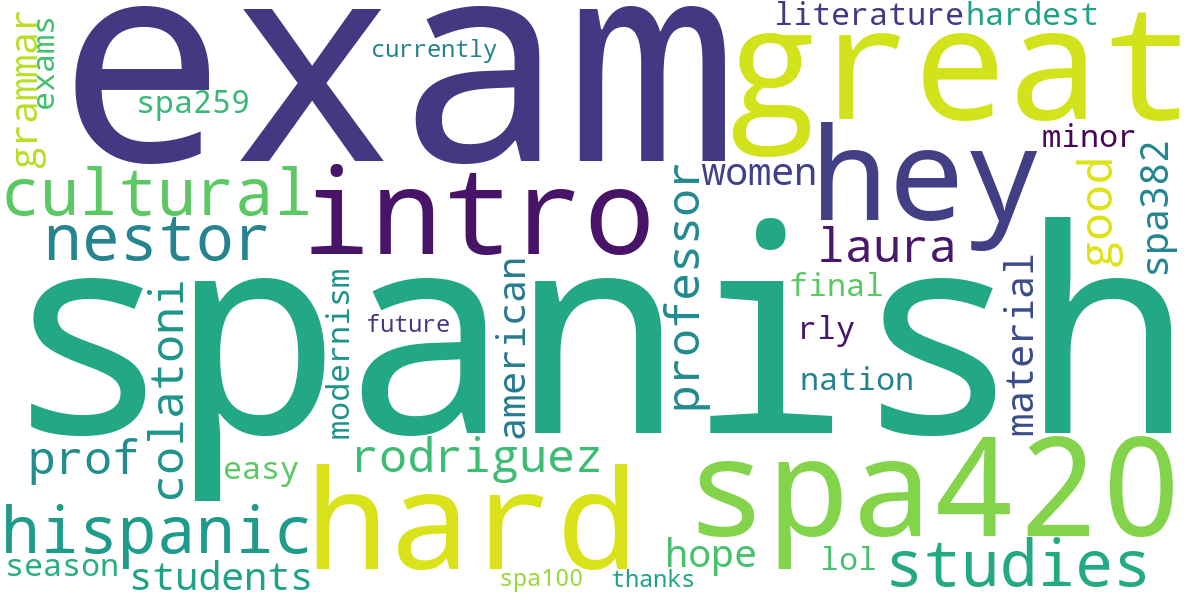 exam
great
literature
hardest
currently
grammar
exams
spa259
hey
minor
cultural
intro
women
professor
good
spa382
nestor
laura
spanish
colatoni
modernism
future
american
final
rly
nation
material
prof
easy
rodriguez
hard
spa420
hispanic
season
students
spa100
thanks
hope
lol
studies